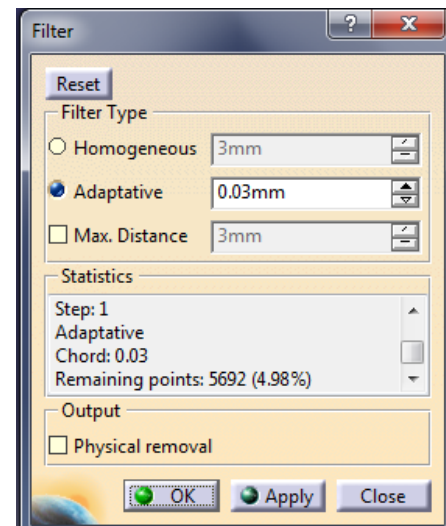 Filter
? X
Reset
Filter Type
Homogeneous 3mm
Adaptative 0.03mm
Max. Distance 3mm
Statistics
Step: 1
Adaptative
Chord: 0.03
Remaining points: 5692 (4.98%)
Output
Physical removal
OK Apply Close